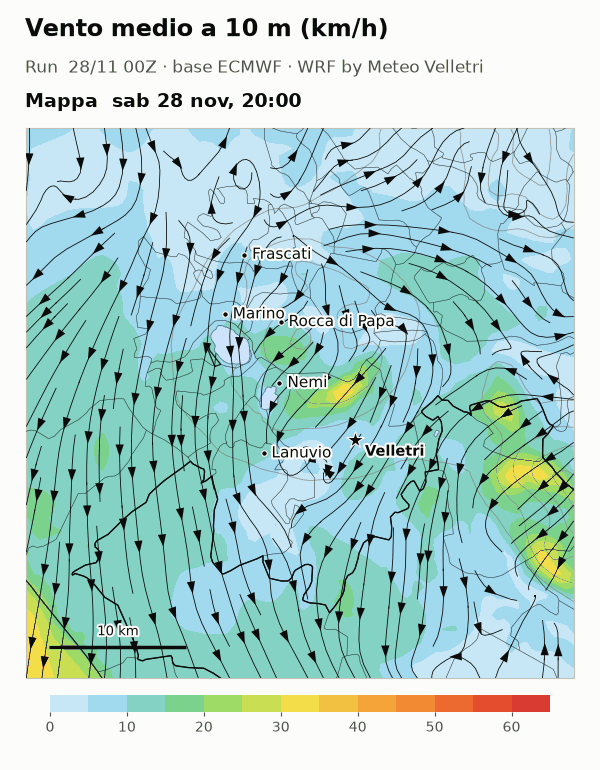 Vento medio a 10 m (km/h)
Run  28/11 00Z · base ECMWF · WRF by Meteo Velletri
Mappa  sab 28 nov, 20:00
Frascati
Marino
Rocca di Papa
Nemi
Velletri
Lanuvio
10 km
0 10 20 30 40 50 60